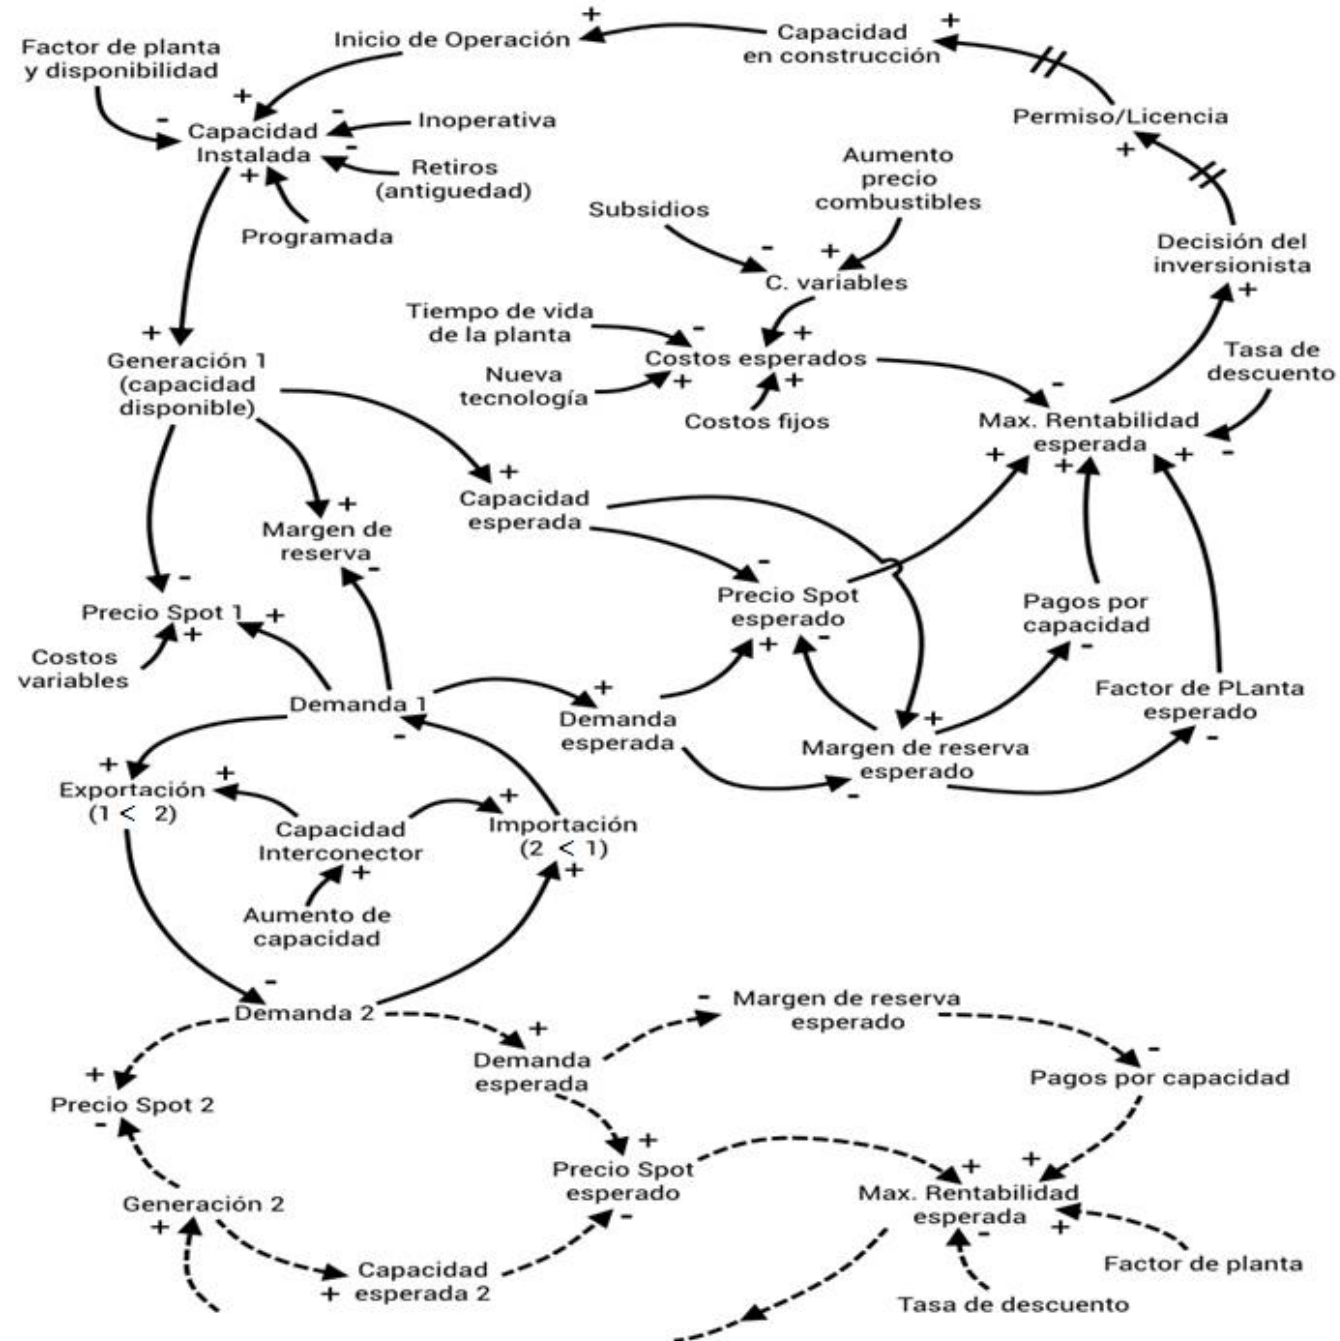 Factor de planta
y disponibilidad
Inicio de Operación
+
Capacidad
en construcción
+
Permiso/Licencia
+
Decisión del
inversionista
+
+
-
-
-
+
Capacidad
Instalada
Inoperativa
Retiros
(antiguedad)
Programada
Subsidios
-
Aumento
precio
combustibles
+
C. variables
Tiempo de vida
de la planta
-
+
Costos esperados
+
+
Nueva
tecnología
Costos fijos
Tasa de
descuento
-
-
Max. Rentabilidad
esperada
+
+
+
+
Generación 1
(capacidad
disponible)
+
Capacidad
esperada
+
Margen de
reserva
-
-
Precio Spot 1
+
+
Costos
variables
-
Precio Spot
esperado
+
-
Pagos por
capacidad
-
Factor de PLanta
esperado
-
Demanda 1
-
+
Demanda
esperada
+
Margen de reserva
esperado
-
+
Exportación
(1 < 2)
+
Capacidad
Interconector
+
+
Importación
(2 < 1)
+
Aumento de
capacidad
-
Demanda 2
-
Margen de reserva
esperado
+
Demanda
esperada
-
Pagos por capacidad
+
Precio Spot 2
-
+
Precio Spot
esperado
-
+
+
Max. Rentabilidad
esperada
-
+
Generación 2
+
Factor de planta
Capacidad
+ esperada 2
Tasa de descuento